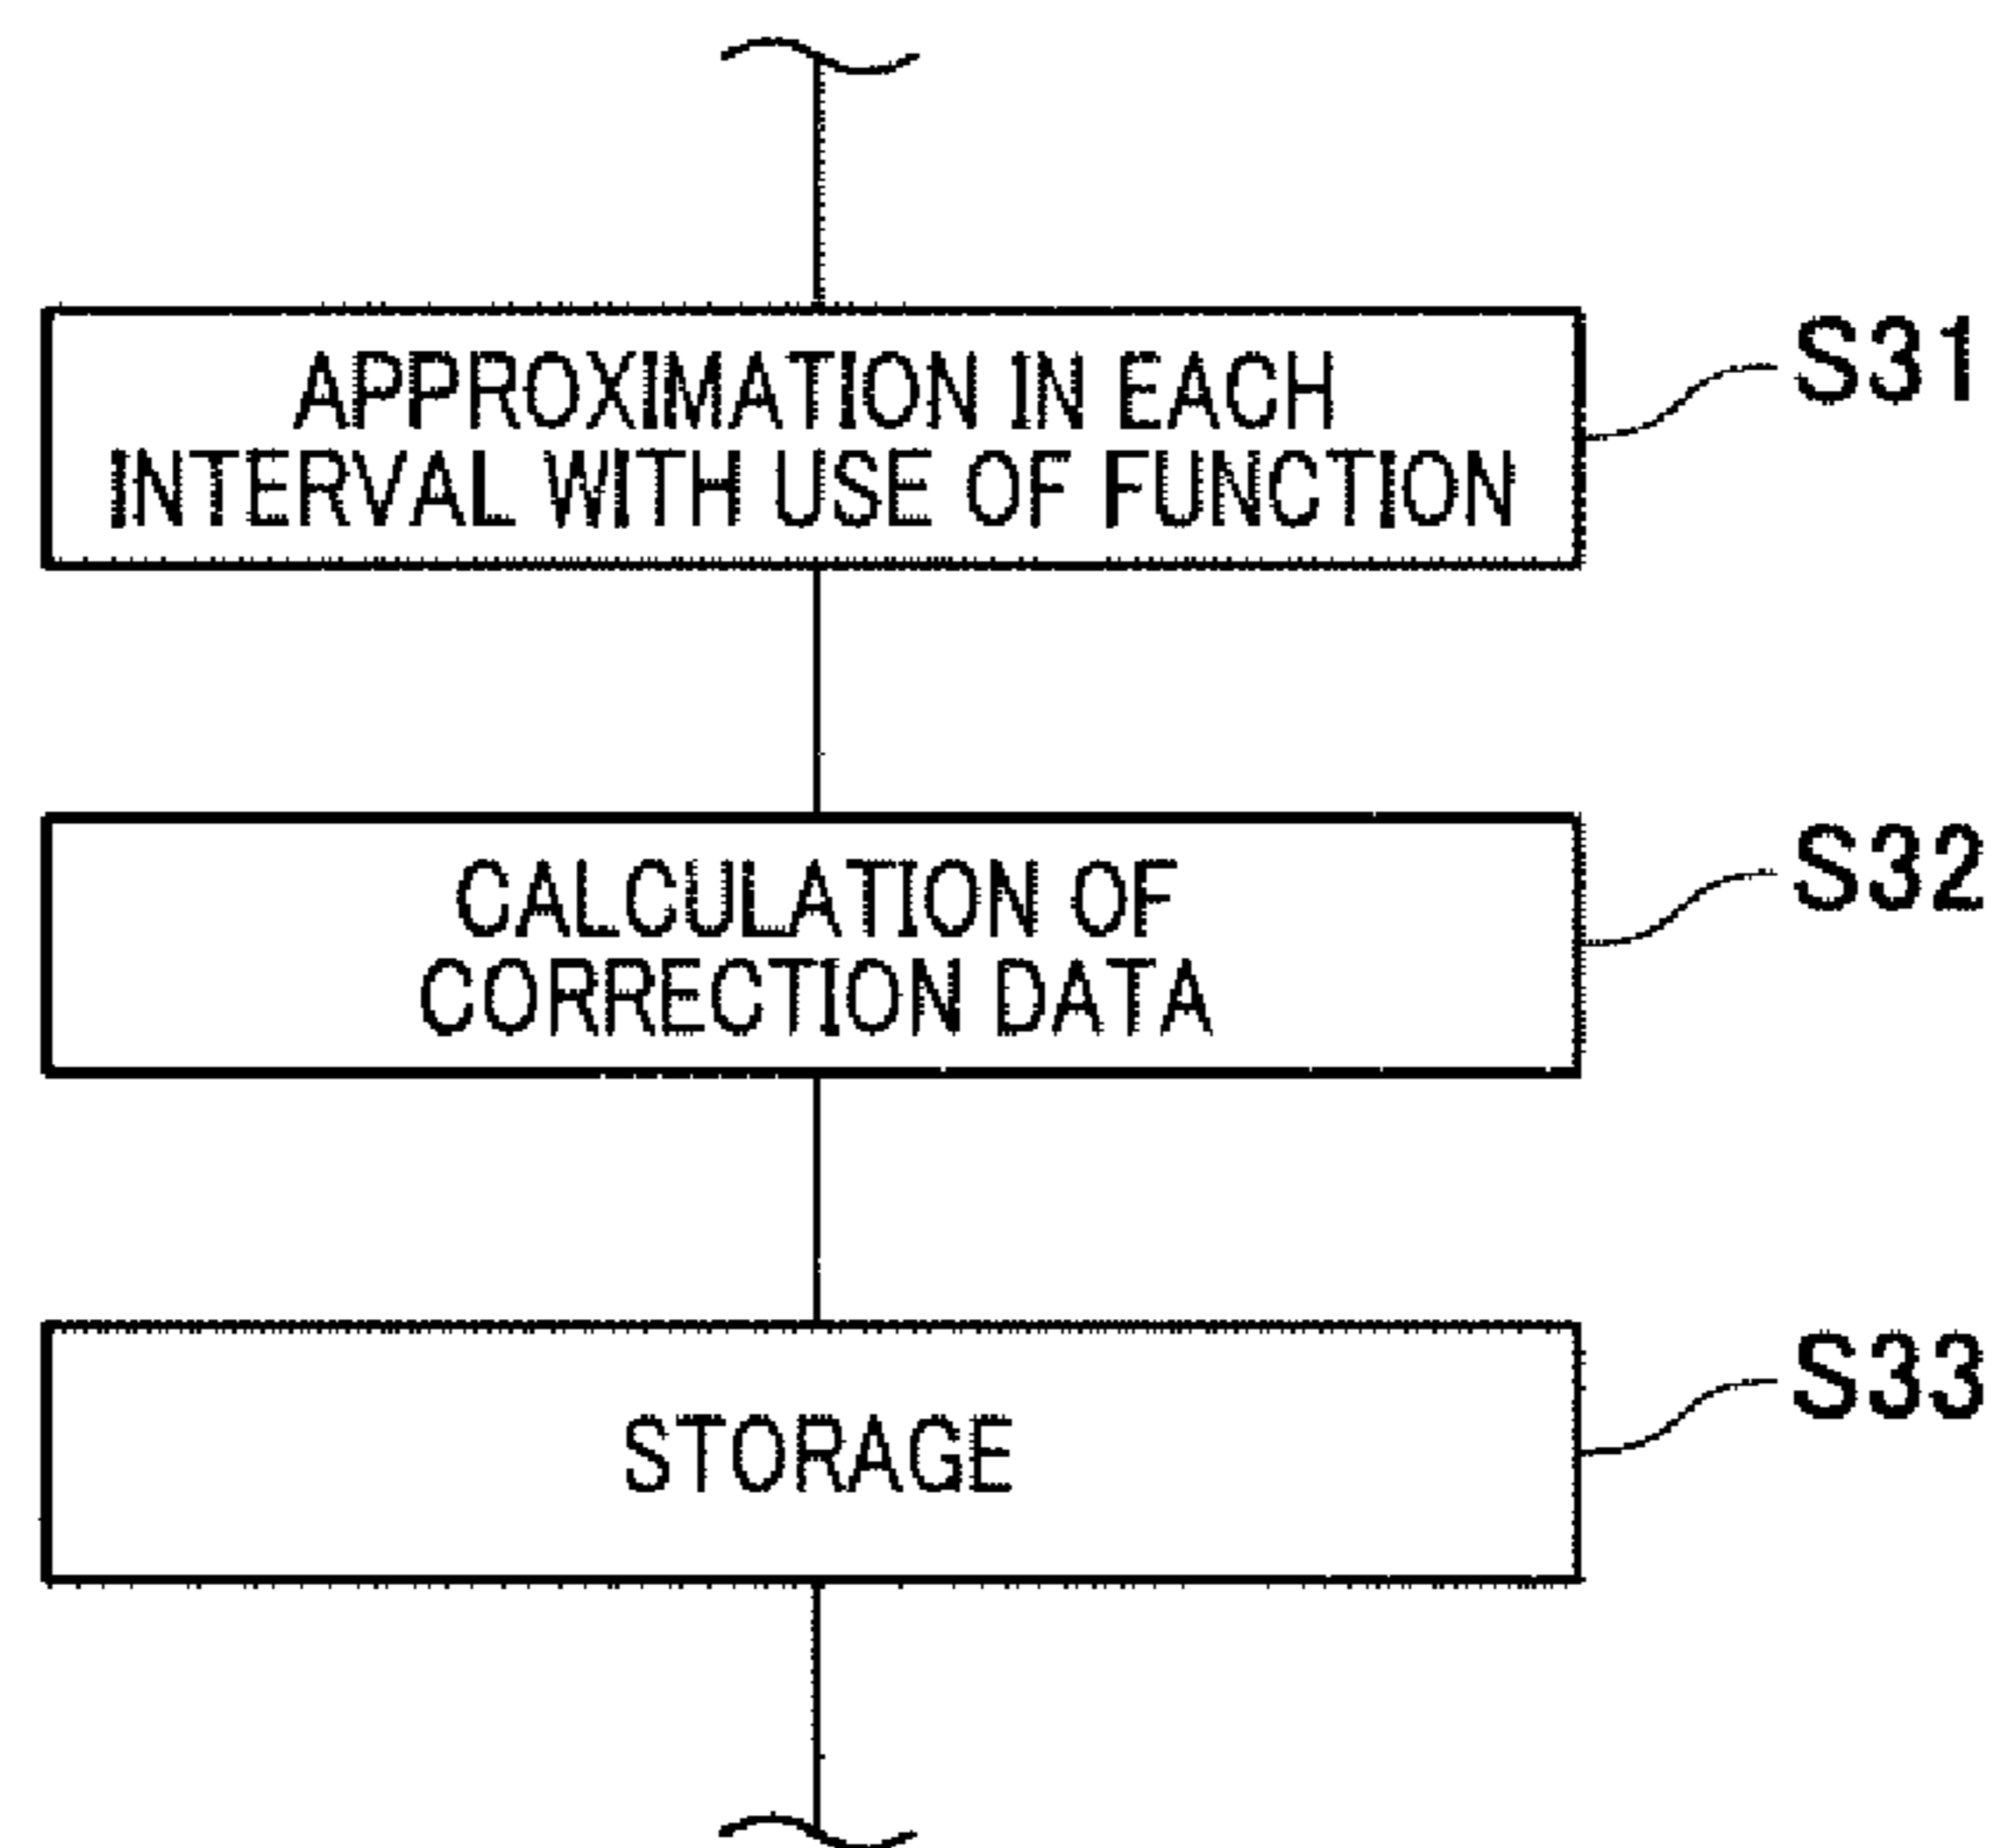 APPROXIMATION IN EACH
INTERVAL WITH USE OF FUNCTION
S31
CALCULATION OF
CORRECTION DATA
S32
STORAGE
S33